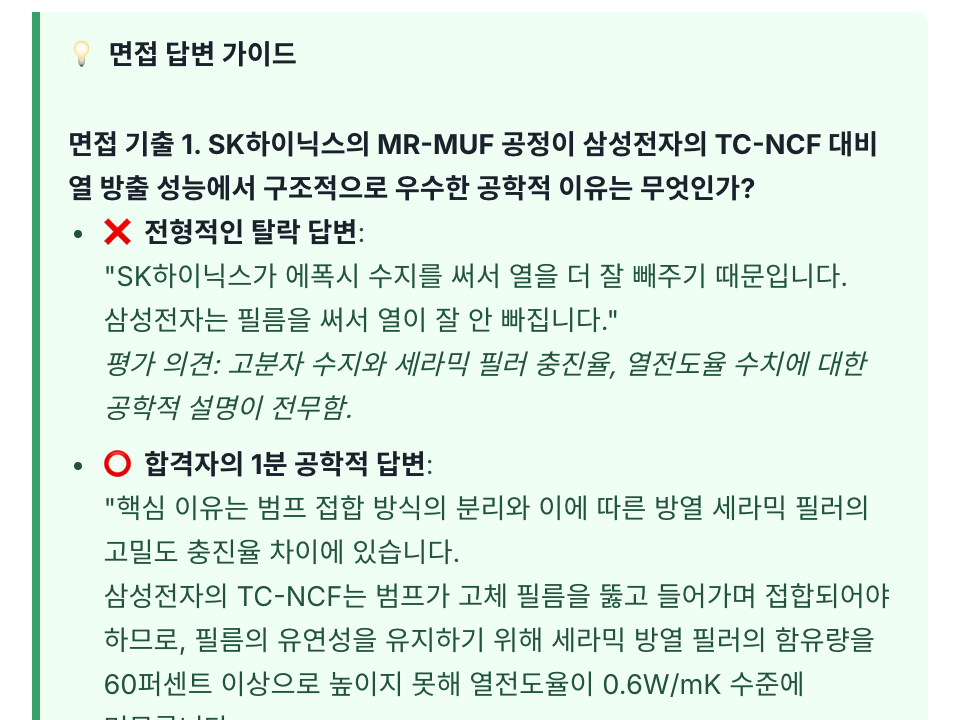 💡 면접 답변 가이드
면접 기출 1. SK하이닉스의 MR-MUF 공정이 삼성전자의 TC-NCF 대비
열 방출 성능에서 구조적으로 우수한 공학적 이유는 무엇인가?
• ❌ 전형적인 탈락 답변:
"SK하이닉스가 에폭시 수지를 써서 열을 더 잘 빼주기 때문입니다.
삼성전자는 필름을 써서 열이 잘 안 빠집니다."
평가 의견: 고분자 수지와 세라믹 필러 충진율, 열전도율 수치에 대한
공학적 설명이 전무함.
• ⭕ 합격자의 1분 공학적 답변:
"핵심 이유는 범프 접합 방식의 분리와 이에 따른 방열 세라믹 필러의
고밀도 충진율 차이에 있습니다.
삼성전자의 TC-NCF는 범프가 고체 필름을 뚫고 들어가며 접합되어야
하므로, 필름의 유연성을 유지하기 위해 세라믹 방열 필러의 함유량을
60퍼센트 이상으로 높이지 못해 열전도율이 0.6W/mK 수준에